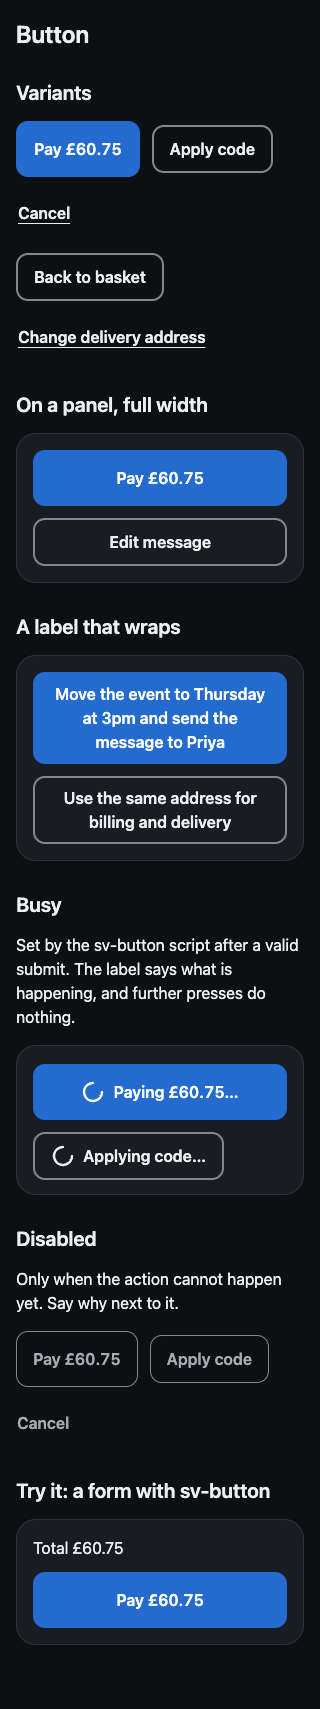 Button
Variants
Pay £60.75
Apply code
Cancel
Back to basket
Change delivery address
On a panel, full width
Pay £60.75
Edit message
A label that wraps
Move the event to Thursday
at 3pm and send the
message to Priya
Use the same address for
billing and delivery
Busy
Set by the sv-button script after a valid
submit. The label says what is
happening, and further presses do
nothing.
Paying £60.75...
Applying code...
Disabled
Only when the action cannot happen
yet. Say why next to it.
Pay £60.75
Apply code
Cancel
Try it: a form with sv-button
Total £60.75
Pay £60.75